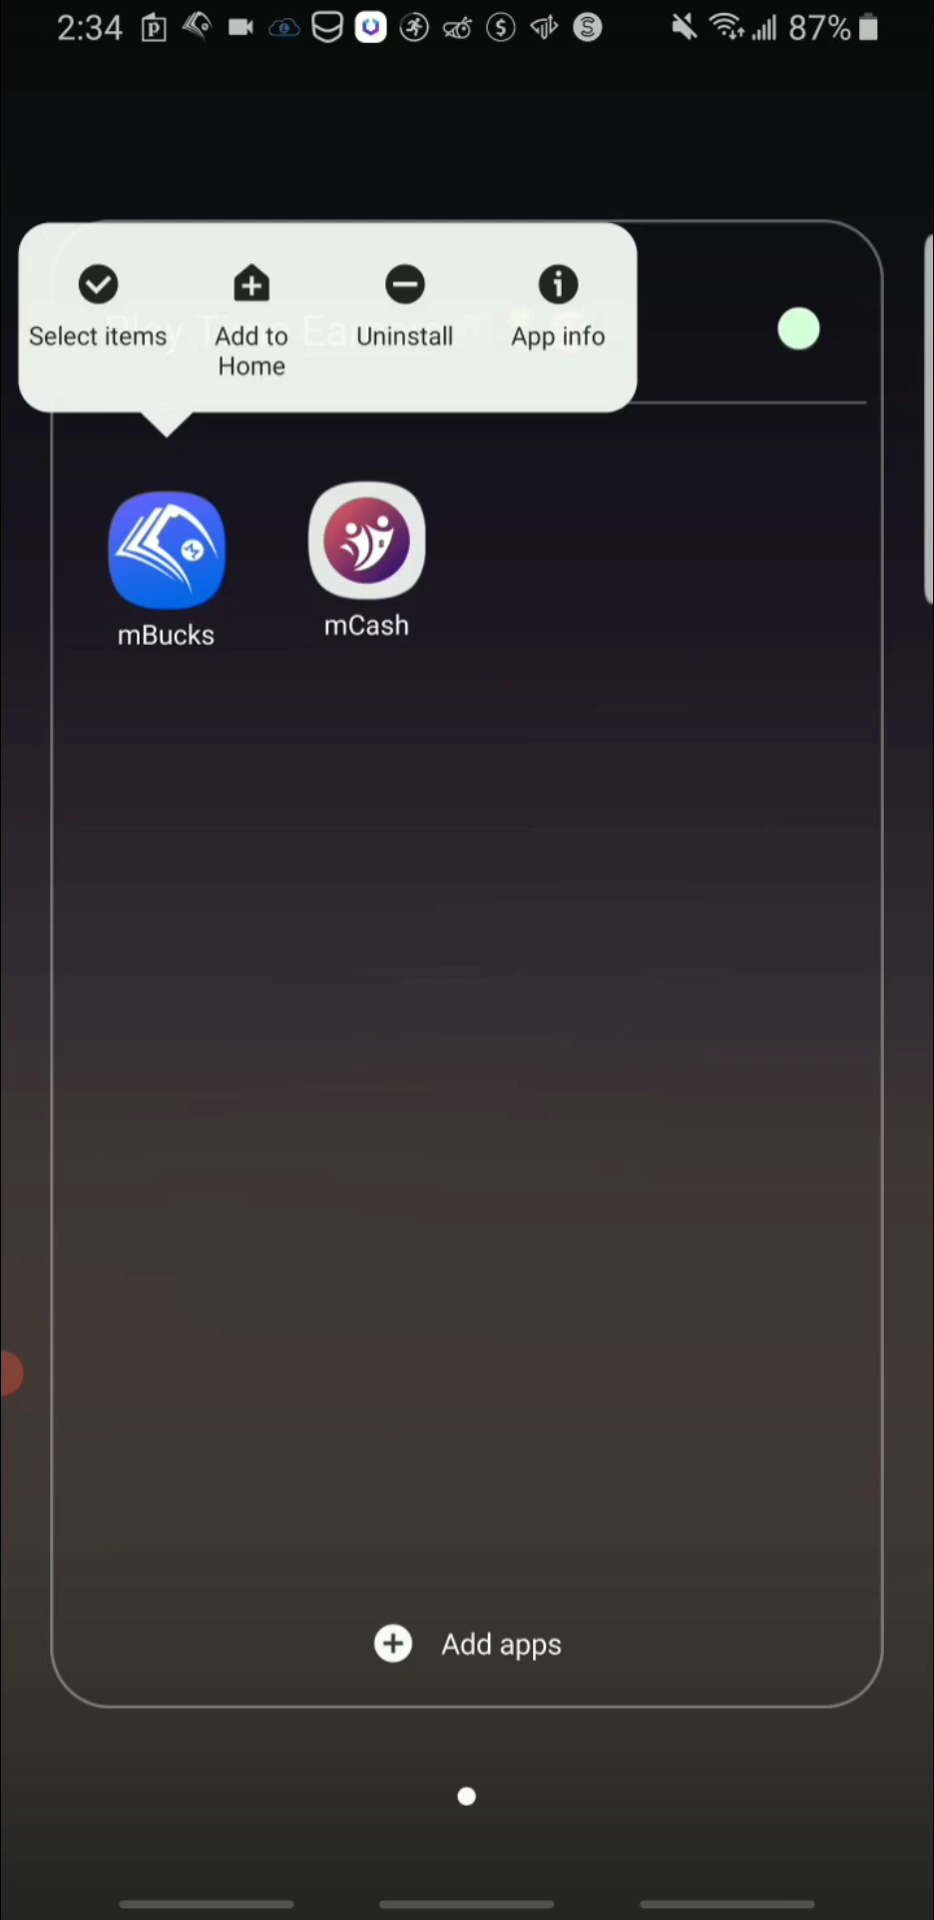 2:34
87%
Select items
Add to
Home
Uninstall
App info
mBucks
mCash
Add apps